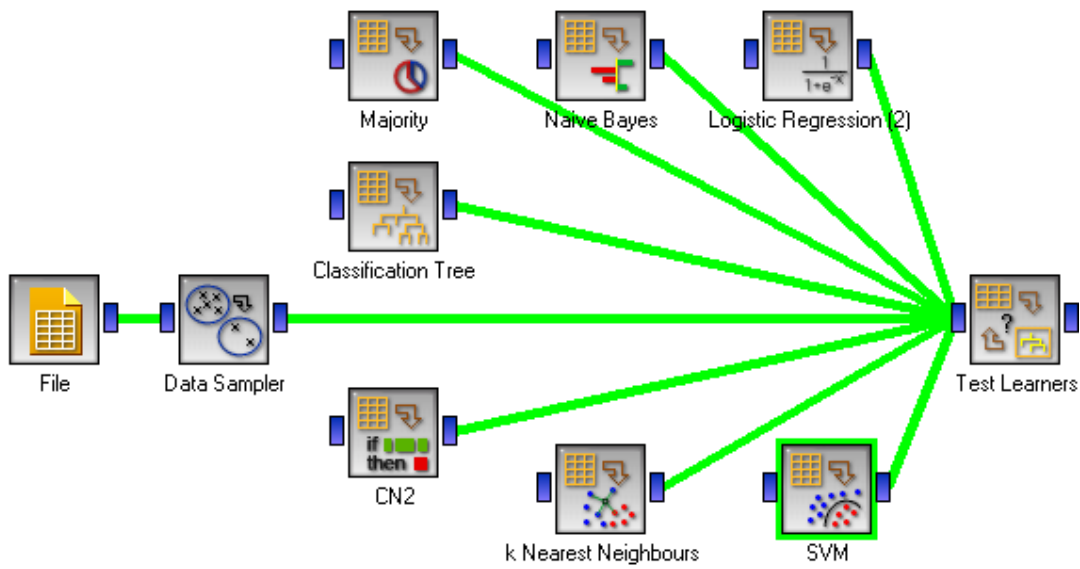 Majority
Naive Bayes
1
1+e-x
Logistic Regression (2)
Classification Tree
File
Data Sampler
?
Test Learners
if
then
CN2
k Nearest Neighbours
SVM